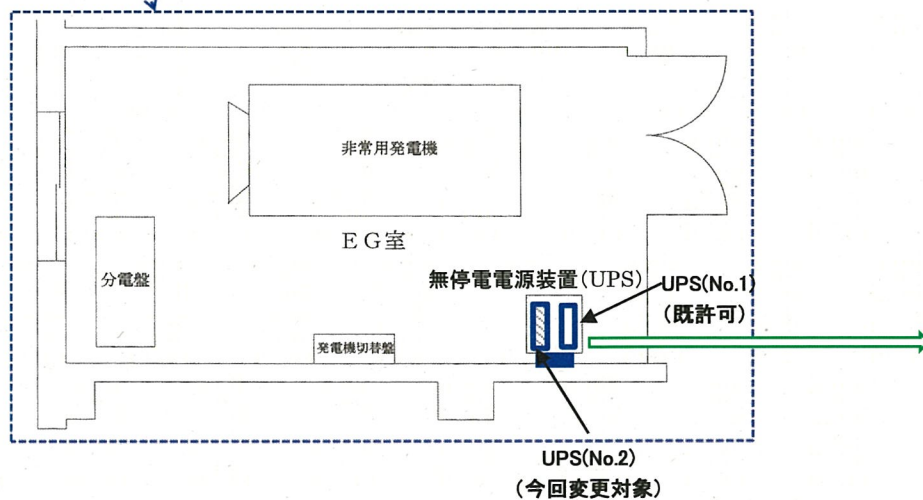 非常用発電機
EG室
分電盤
無停電電源装置(UPS)
UPS(No.1)
(既許可)
発電機切替盤
UPS(No.2)
(今回変更対象)